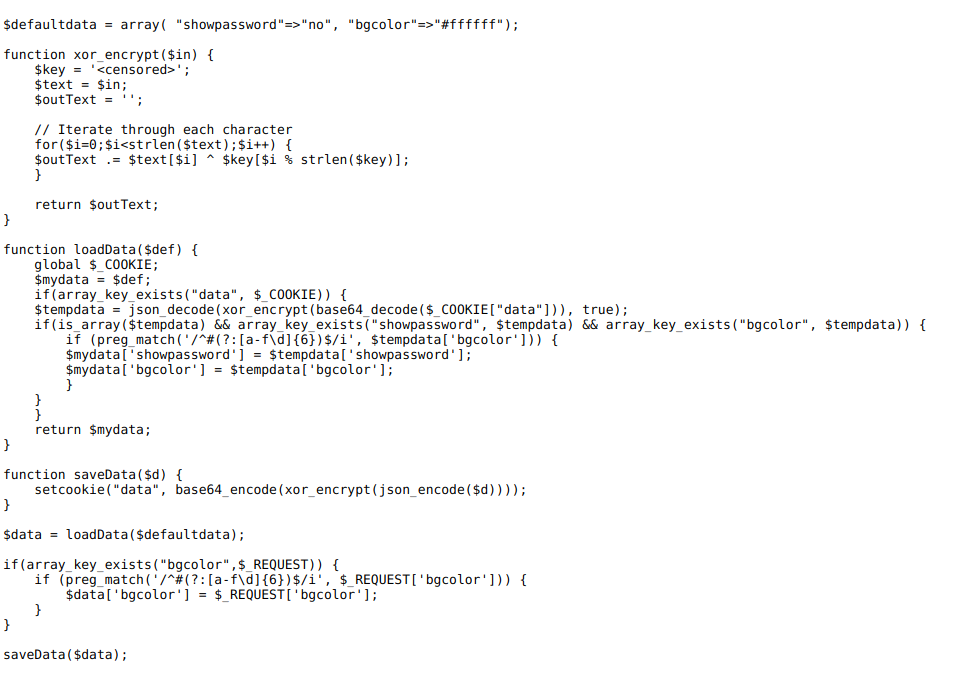 $defaultdata = array( "showpassword"=>"no", "bgcolor"=>"#ffffff");

function xor_encrypt($in) {
    $key = '<censored>';
    $text = $in;
    $outText = '';

    // Iterate through each character
    for($i=0;$i<strlen($text);$i++) {
    $outText .= $text[$i] ^ $key[$i % strlen($key)];
    }

    return $outText;
}

function loadData($def) {
    global $_COOKIE;
    $mydata = $def;
    if(array_key_exists("data", $_COOKIE)) {
    $tempdata = json_decode(xor_encrypt(base64_decode($_COOKIE["data"])), true);
    if(is_array($tempdata) && array_key_exists("showpassword", $tempdata) && array_key_exists("bgcolor", $tempdata)) {
        if (preg_match('/^#(?:[a-f\d]{6})$/i', $tempdata['bgcolor'])) {
        $mydata['showpassword'] = $tempdata['showpassword'];
        $mydata['bgcolor'] = $tempdata['bgcolor'];
        }
    }
    }
    return $mydata;
}

function saveData($d) {
    setcookie("data", base64_encode(xor_encrypt(json_encode($d))));
}

$data = loadData($defaultdata);

if(array_key_exists("bgcolor",$_REQUEST)) {
    if (preg_match('/^#(?:[a-f\d]{6})$/i', $_REQUEST['bgcolor'])) {
        $data['bgcolor'] = $_REQUEST['bgcolor'];
    }
}

saveData($data);